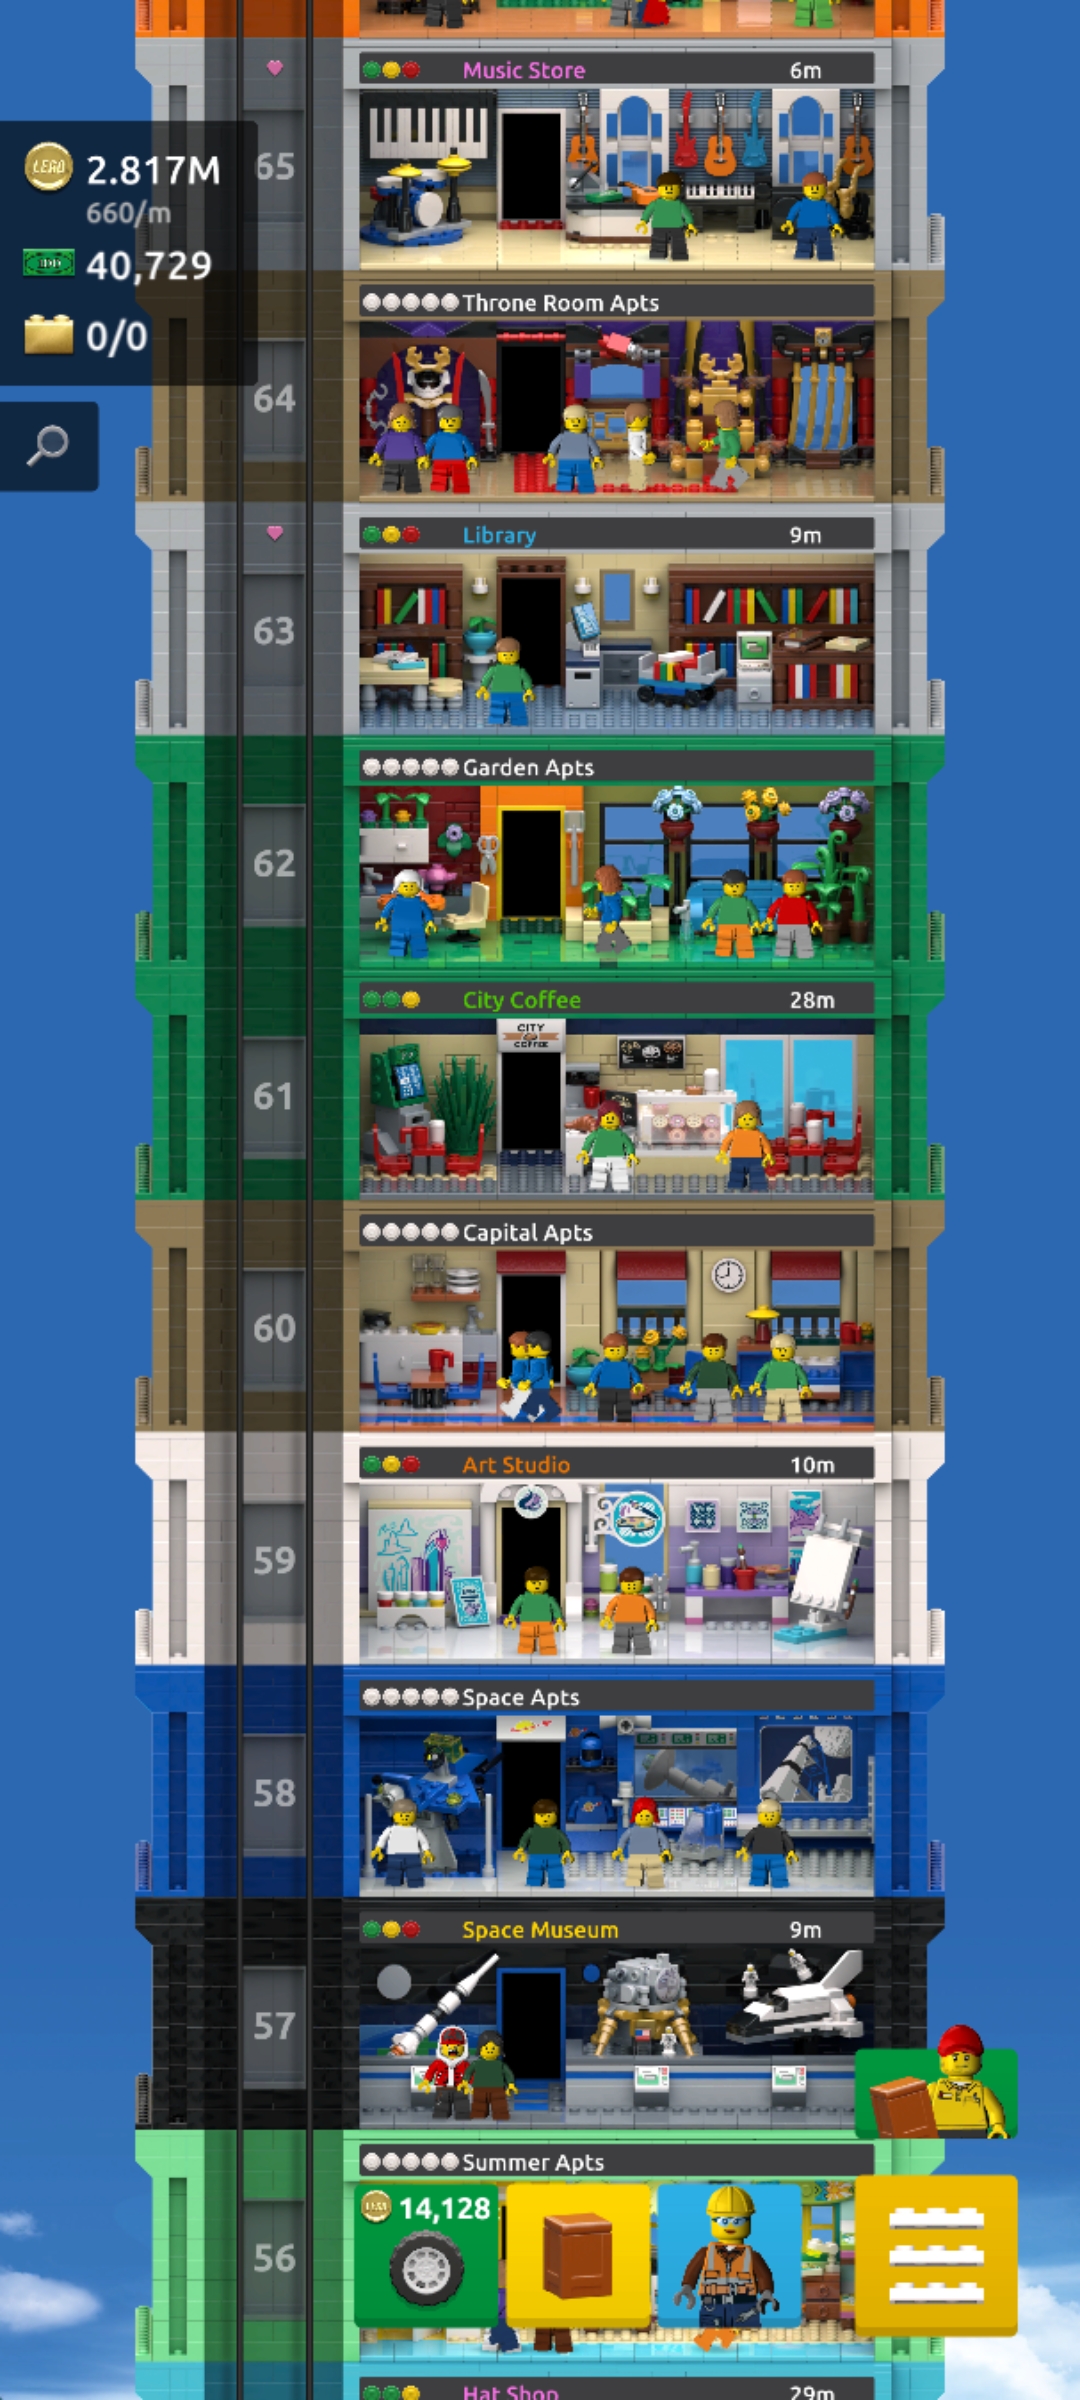 Music Store 6m
65
LEGO 2.817M
660/m
40,729
0/0
Throne Room Apts
64
Library 9m
63
Garden Apts
62
City Coffee 28m
CITY
COFFEE
61
Capital Apts
60
Art Studio 10m
59
Space Apts
58
Space Museum 9m
57
Summer Apts
14,128
56
Hat Shop 29m